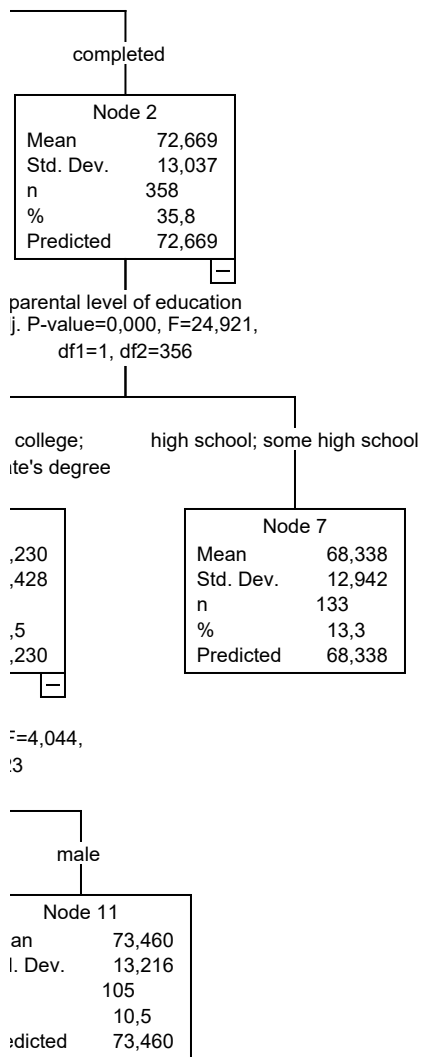 completed
Node 2
Mean 72,669
Std. Dev. 13,037
n 358
% 35,8
Predicted 72,669
parental level of education
j. P-value=0,000, F=24,921,
df1=1, df2=356
college;
ate's degree
high school; some high school
,230
,428
,5
,230
Node 7
Mean 68,338
Std. Dev. 12,942
n 133
% 13,3
Predicted 68,338
F=4,044,
23
male
Node 11
an 73,460
l. Dev. 13,216
105
10,5
edicted 73,460